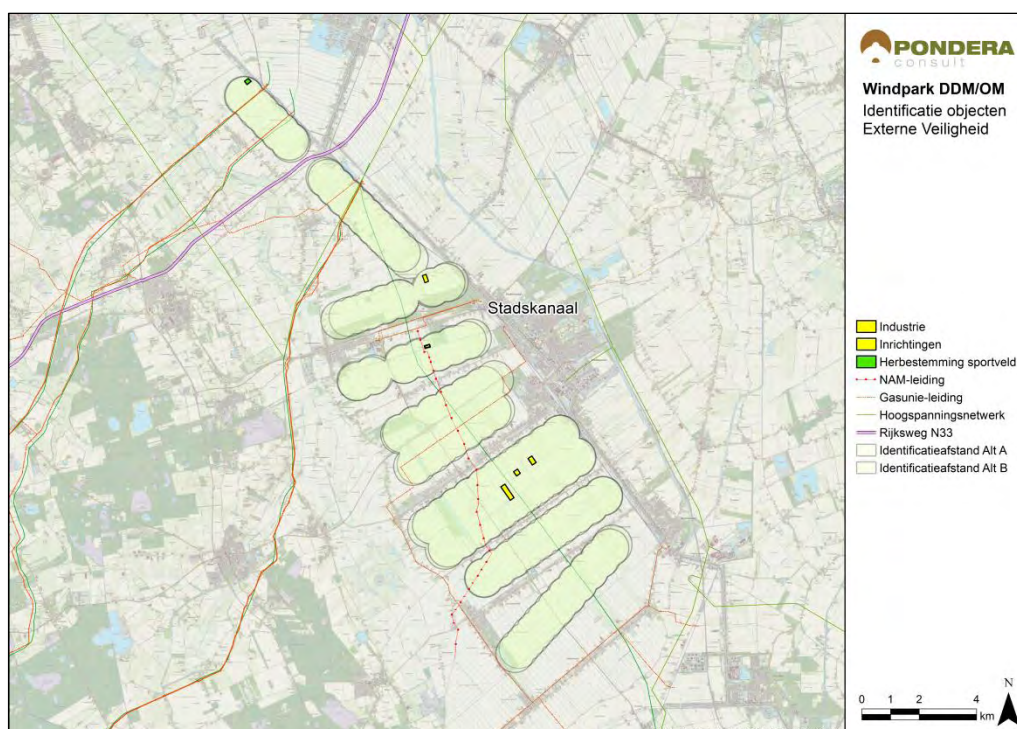 PONDERA
consult
Windpark DDM/OM
Identificatie objecten
Externe Veiligheid
Stadskanaal
Industrie
Inrichtingen
Herbestemming sportveld
NAM-leiding
Gasunie-leiding
Hoogspanningsnetwerk
Rijksweg N33
Identificatieafstand Alt A
Identificatieafstand Alt B
N
0 2 4
km